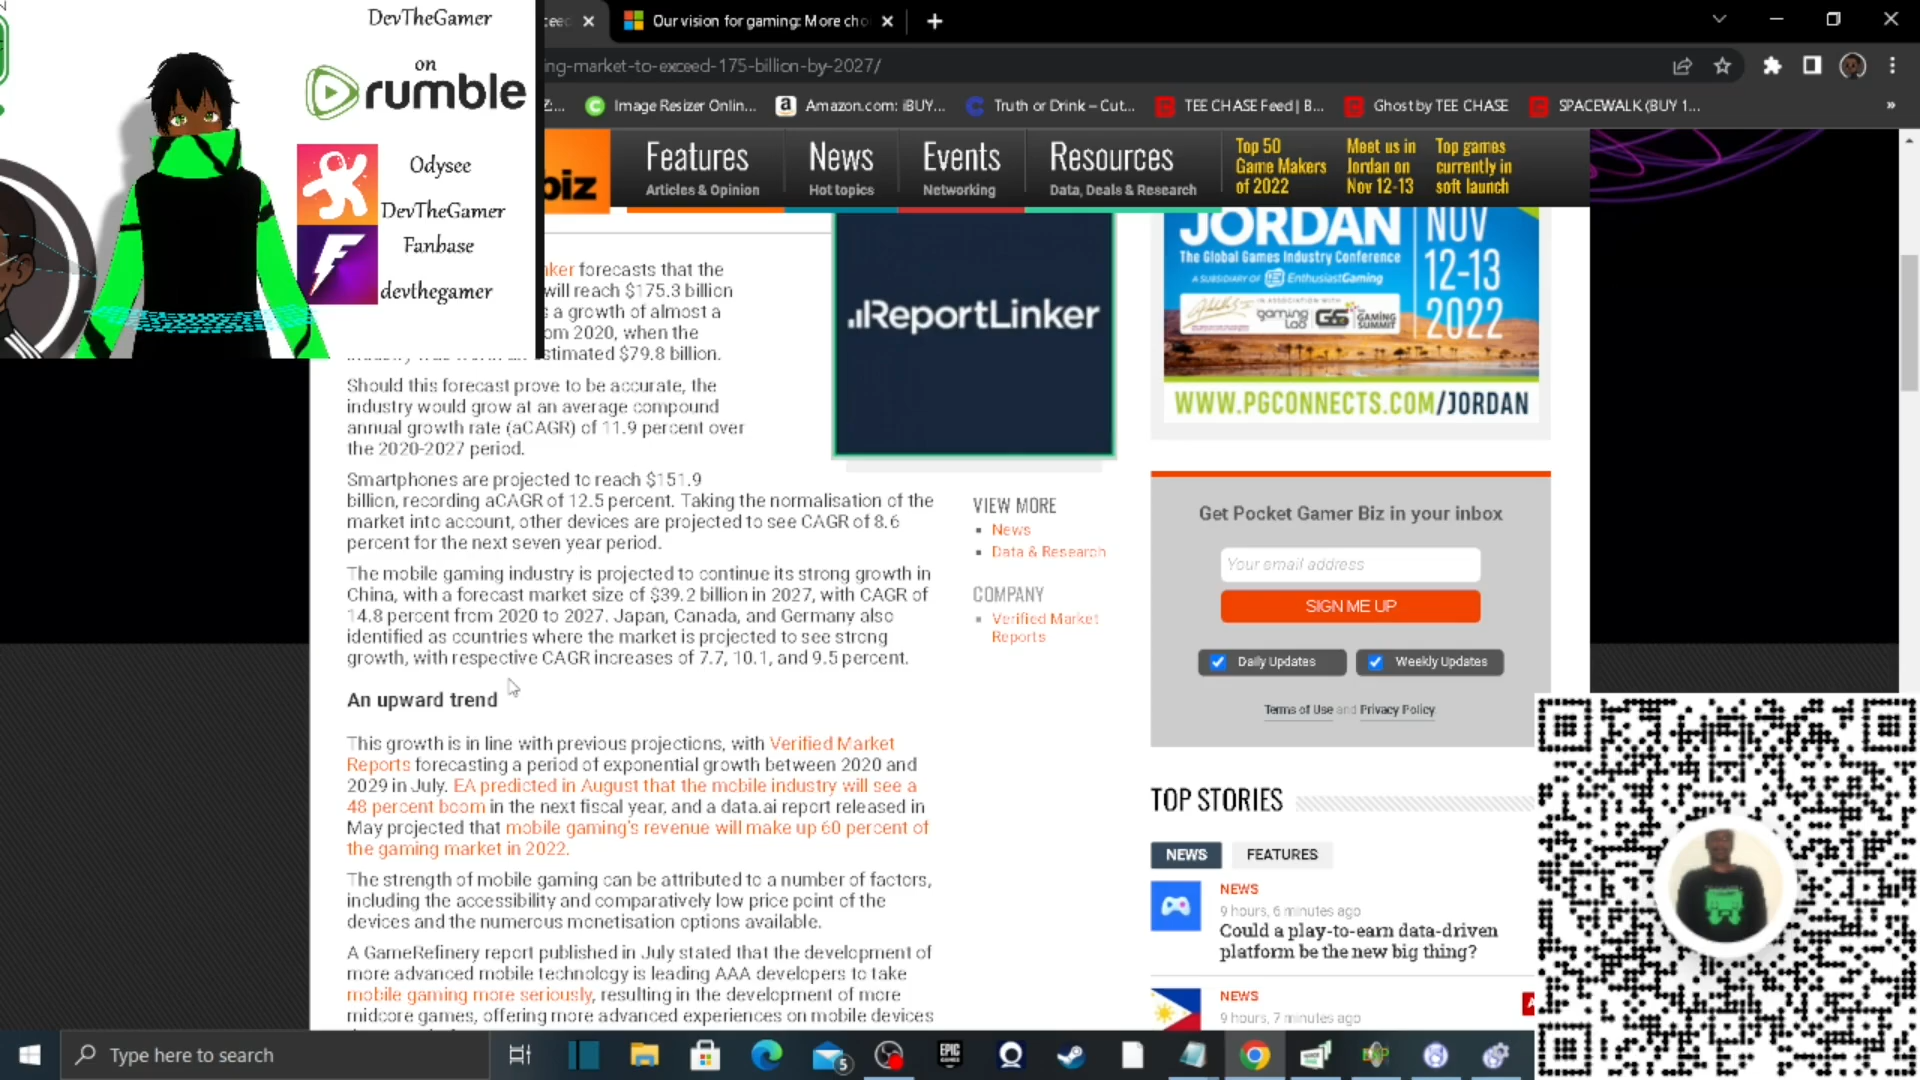 DevTheGamer
on
rumble
Odysee
DevTheGamer
Fanbase
devthegamer
Our vision for gaming: More cho
ng-market-to-exceed-175-billion-by-2027/
Image Resizer Onlin...
Amazon.com: iBUY...
Truth or Drink – Cut...
TEE CHASE Feed | B...
Ghost by TEE CHASE
SPACEWALK (BUY 1...
biz
Features
Articles & Opinion
News
Hot topics
Events
Networking
Resources
Data, Deals & Research
Top 50
Game Makers
of 2022
Meet us in
Jordan on
Nov 12-13
Top games
currently in
soft launch
forecasts that the
will reach $175.3 billion
a growth of almost a
om 2020, when the
stimated $79.8 billion.
Should this forecast prove to be accurate, the
industry would grow at an average compound
annual growth rate (aCAGR) of 11.9 percent over
the 2020-2027 period.
Smartphones are projected to reach $151.9
billion, recording aCAGR of 12.5 percent. Taking the normalisation of the
market into account, other devices are projected to see CAGR of 8.6
percent for the next seven year period.
The mobile gaming industry is projected to continue its strong growth in
China, with a forecast market size of $39.2 billion in 2027, with CAGR of
14.8 percent from 2020 to 2027. Japan, Canada, and Germany also
identified as countries where the market is projected to see strong
growth, with respective CAGR increases of 7.7, 10.1, and 9.5 percent.
An upward trend
This growth is in line with previous projections, with Verified Market
Reports forecasting a period of exponential growth between 2020 and
2029 in July. EA predicted in August that the mobile industry will see a
48 percent boom in the next fiscal year, and a data.ai report released in
May projected that mobile gaming's revenue will make up 60 percent of
the gaming market in 2022.
The strength of mobile gaming can be attributed to a number of factors,
including the accessibility and comparatively low price point of the
devices and the numerous monetisation options available.
A GameRefinery report published in July stated that the development of
more advanced mobile technology is leading AAA developers to take
mobile gaming more seriously, resulting in the development of more
midcore games, offering more advanced experiences on mobile devices
ReportLinker
VIEW MORE
News
Data & Research
COMPANY
Verified Market
Reports
JORDAN
The Global Games Industry Conference
A SUBSIDIARY OF EnthusiastGaming
IN ASSOCIATION WITH
gaming
Lab
GS
THE
GAMING
SUMMIT
NOV
12-13
2022
WWW.PGCONNECTS.COM/JORDAN
Get Pocket Gamer Biz in your inbox
Your email address
SIGN ME UP
Daily Updates
Weekly Updates
Terms of Use and Privacy Policy
TOP STORIES
NEWS
FEATURES
NEWS
9 hours, 6 minutes ago
Could a play-to-earn data-driven
platform be the new big thing?
NEWS
9 hours, 7 minutes ago
Type here to search
5
EPIC
GAMES